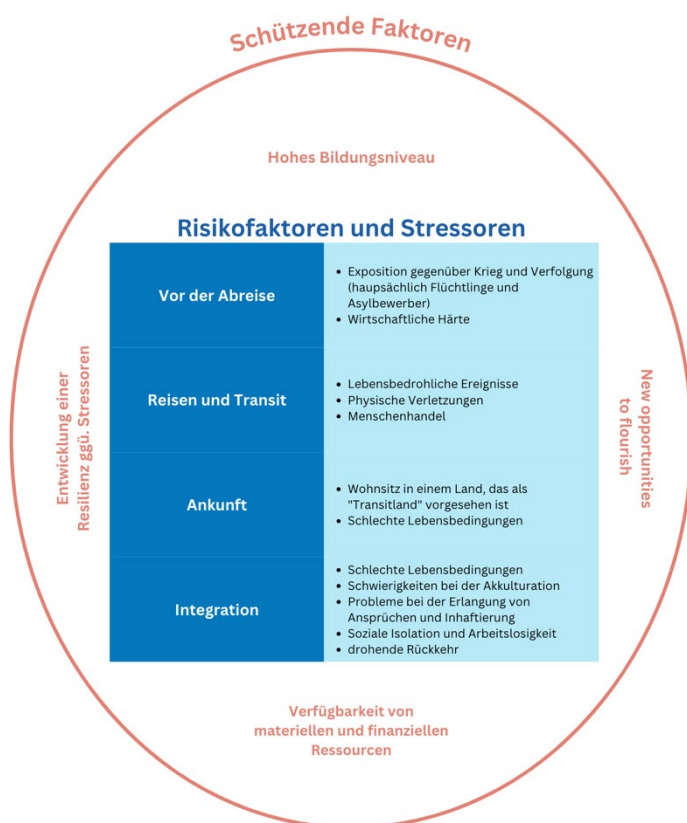 Schützende Faktoren
Hohes Bildungsniveau
Risikofaktoren und Stressoren
Vor der Abreise
• Exposition gegenüber Krieg und Verfolgung
(haupsächlich Flüchtlinge und
Asylbewerber)
• Wirtschaftliche Härte
Reisen und Transit
• Lebensbedrohliche Ereignisse
• Physische Verletzungen
• Menschenhandel
Entwicklung einer
Resilienz ggü. Stressoren
New opportunities
to flourish
Ankunft
• Wohnsitz in einem Land, das als
"Transitland" vorgesehen ist
• Schlechte Lebensbedingungen
Integration
• Schlechte Lebensbedingungen
• Schwierigkeiten bei der Akkulturation
• Probleme bei der Erlangung von
Ansprüchen und Inhaftierung
• Soziale Isolation und Arbeitslosigkeit
• drohende Rückkehr
Verfügbarkeit von
materiellen und finanziellen
Ressourcen